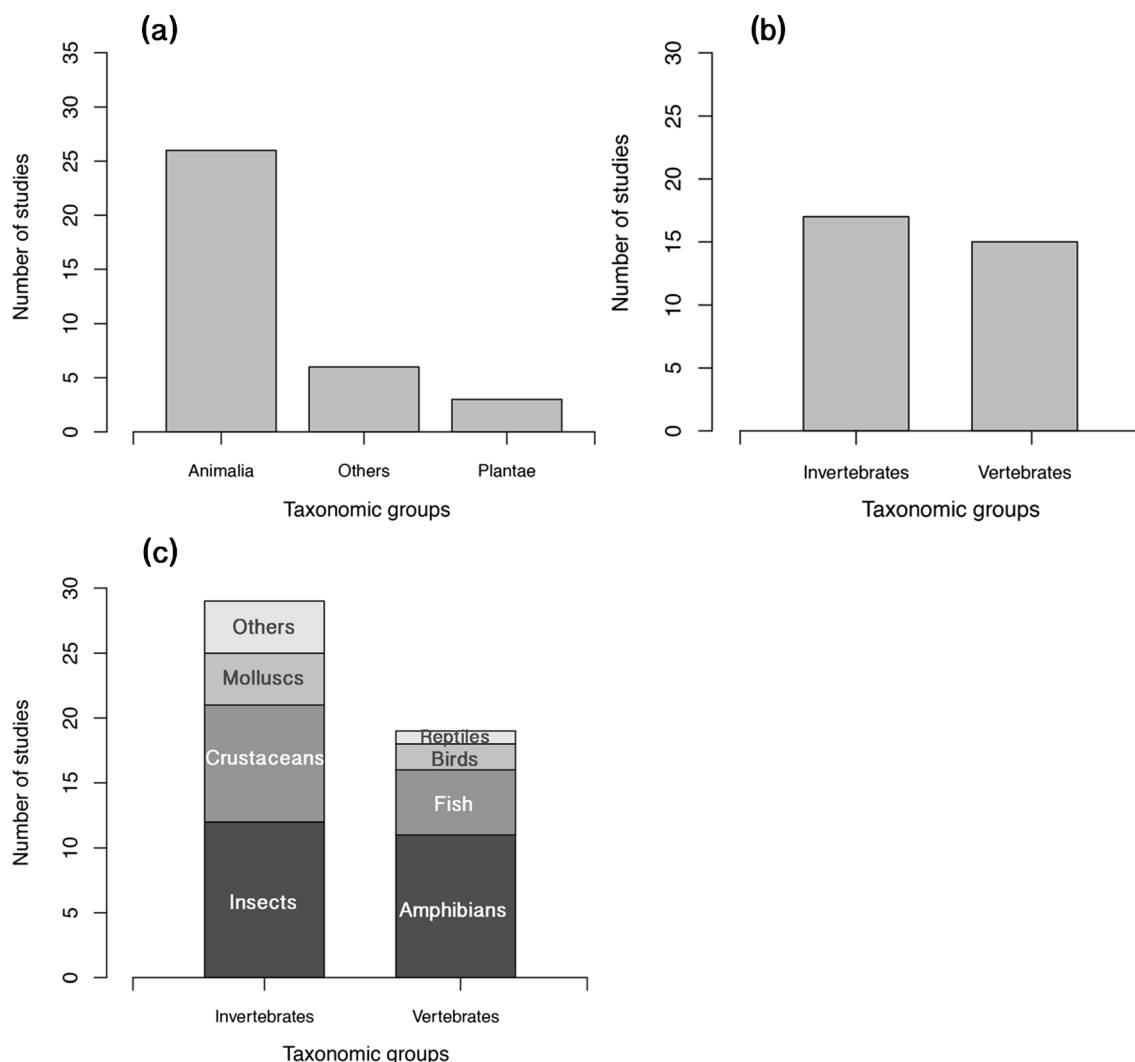 (a)
35
30
25
20
15
10
5
0
Number of studies
Animalia
Others
Plantae
Taxonomic groups
(b)
30
25
20
15
10
5
0
Number of studies
Invertebrates
Vertebrates
Taxonomic groups
(c)
30
25
20
15
10
5
0
Number of studies
Others
Molluscs
Crustaceans
Insects
Reptiles
Birds
Fish
Amphibians
Invertebrates
Vertebrates
Taxonomic groups